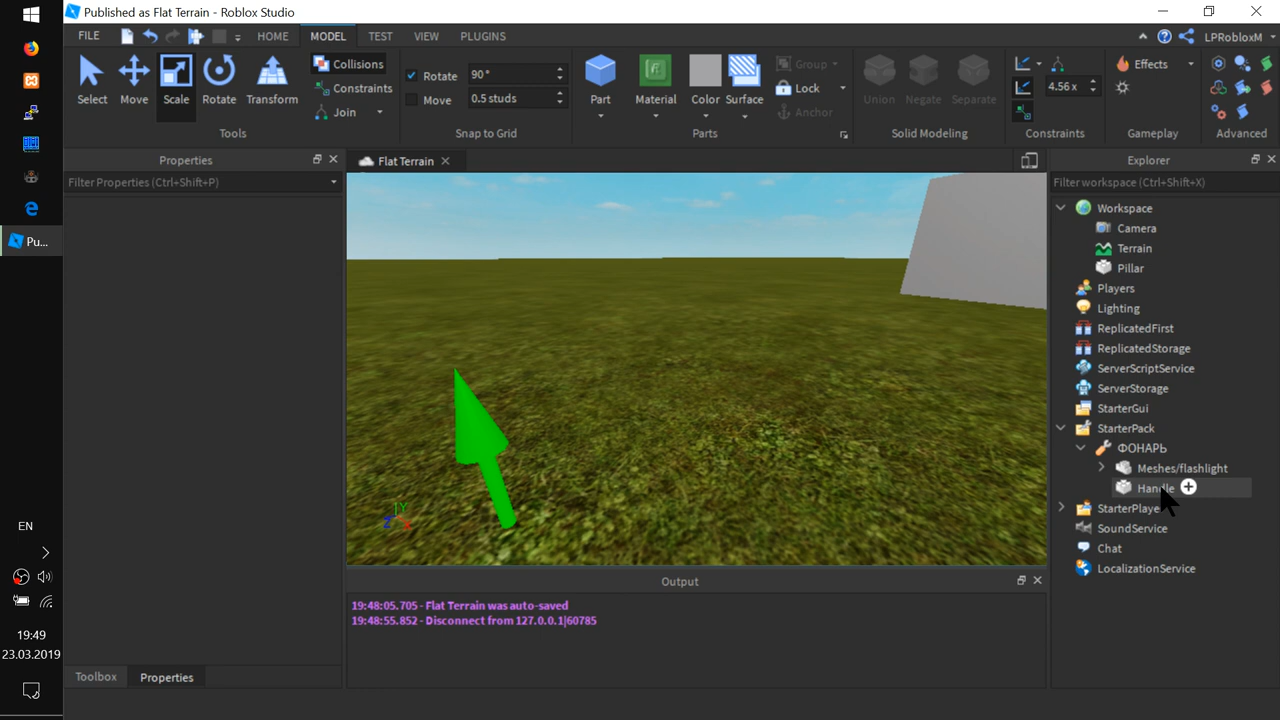 Published as Flat Terrain - Roblox Studio
FILE
HOME
MODEL
TEST
VIEW
PLUGINS
LPRobloxM
Select
Move
Scale
Rotate
Transform
Collisions
Constraints
Join
Tools
Rotate
90°
Move
0.5 studs
Snap to Grid
Part
Material
Color
Surface
Group
Lock
Anchor
Parts
Union
Negate
Separate
Solid Modeling
4.56x
Constraints
Effects
Gameplay
Advanced
Properties
Filter Properties (Ctrl+Shift+P)
Flat Terrain
Explorer
Filter workspace (Ctrl+Shift+X)
Workspace
Camera
Terrain
Pillar
Players
Lighting
ReplicatedFirst
ReplicatedStorage
ServerScriptService
ServerStorage
StarterGui
StarterPack
ФОНАРЬ
Meshes/flashlight
Handle
StarterPlaye
SoundService
Chat
LocalizationService
Y
Z
Output
19:48:05.705 - Flat Terrain was auto-saved
19:48:55.852 - Disconnect from 127.0.0.1|60785
Toolbox
Properties
Pu...
EN
19:49
23.03.2019